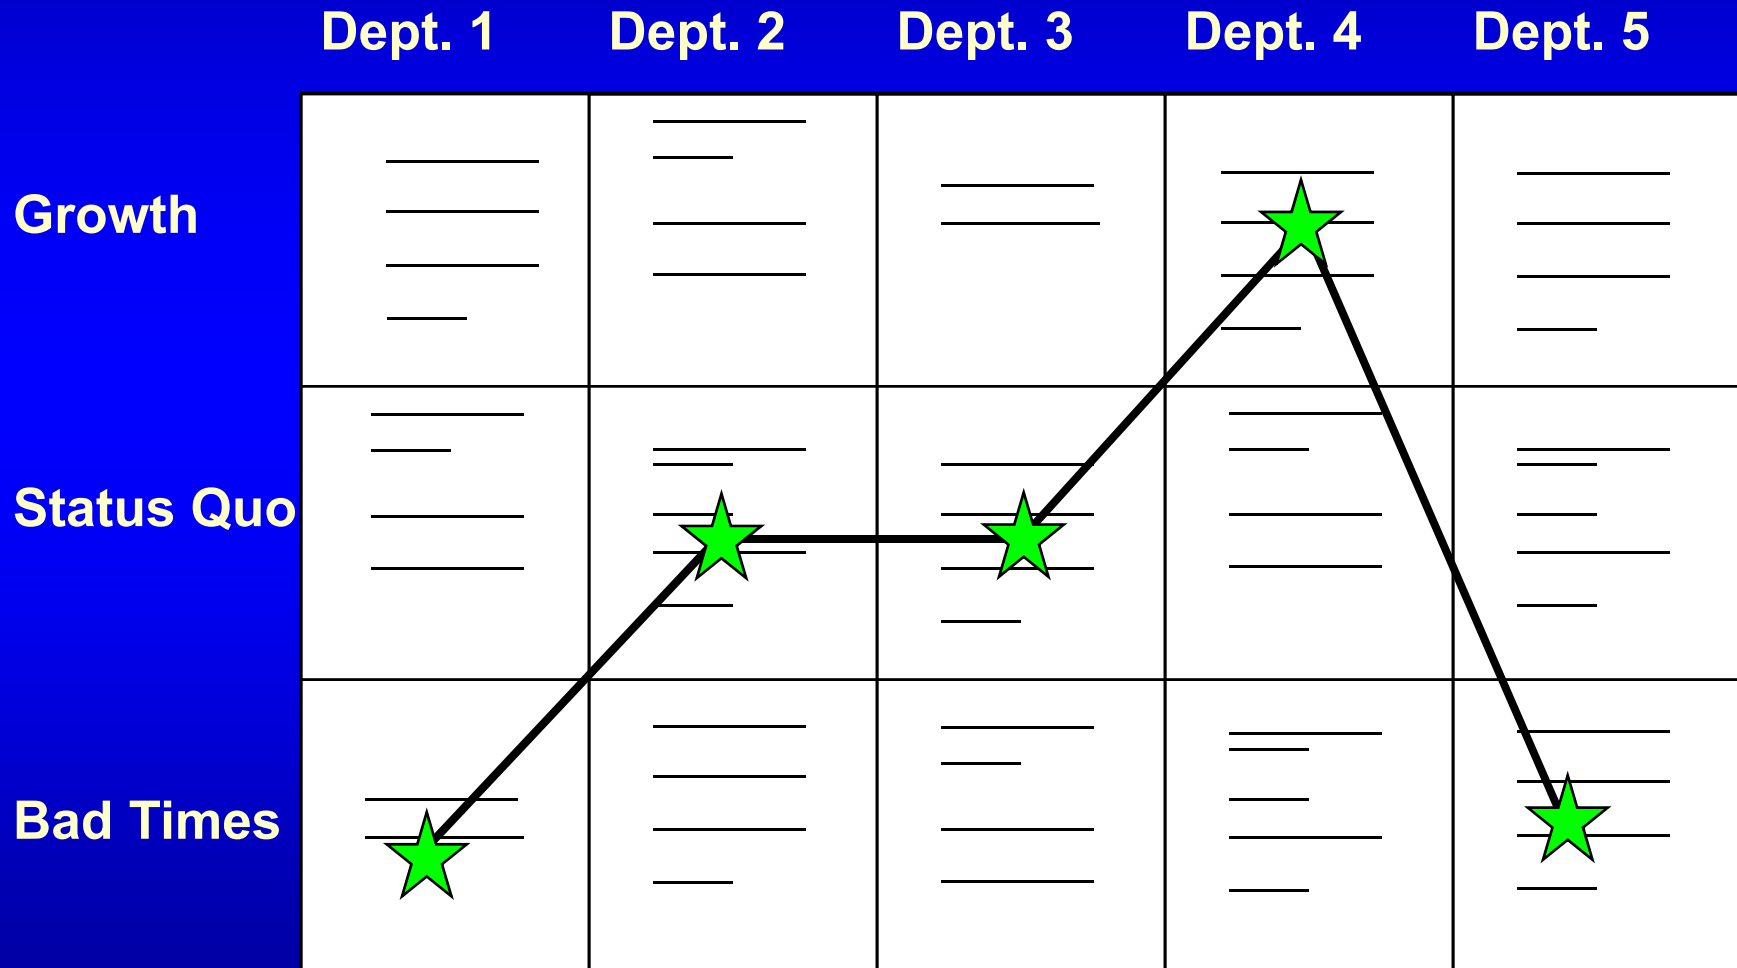 Dept. 1 Dept. 2 Dept. 3 Dept. 4 Dept. 5
Growth
Status Quo
Bad Times